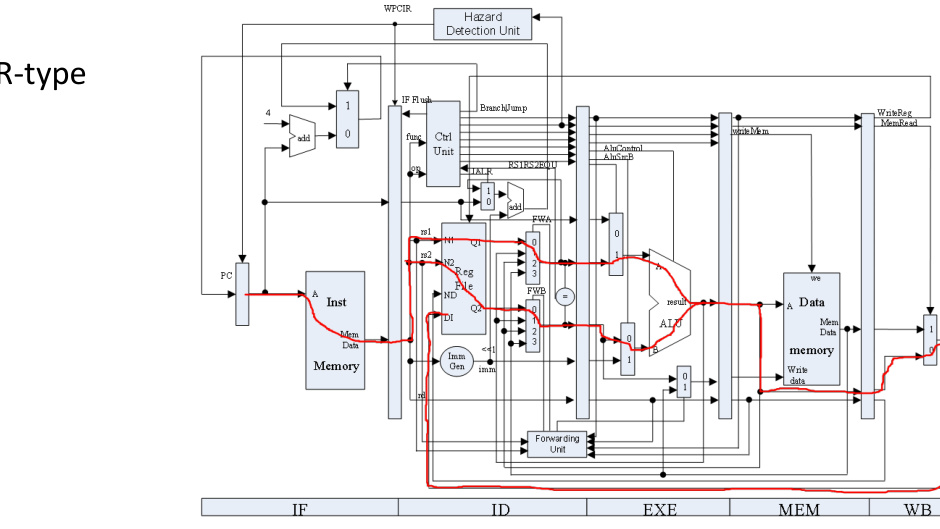 R-type
WPCIR
Hazard
Detection Unit
IF Flush
Branch/Jump
WriteReg
MemRead
1
4
add
0
func
Ctrl
Unit
op
writeMem
AluControl
AluSrcB
RS1RS2EQU
JALR
1
0
add
FWA
rs1
N1
Q1
0
2
3
0
1
A
rs2
N2
Reg
File
PC
we
A
Inst
ND
FWB
=
result
A
Data
DI
Q2
0
1
2
3
ALU
Mem
Data
1
0
Mem
Data
Memory
Imm
Gen
<<1
imm
0
1
B
memory
Write
data
0
1
rd
Forwarding
Unit
IF
ID
EXE
MEM
WB